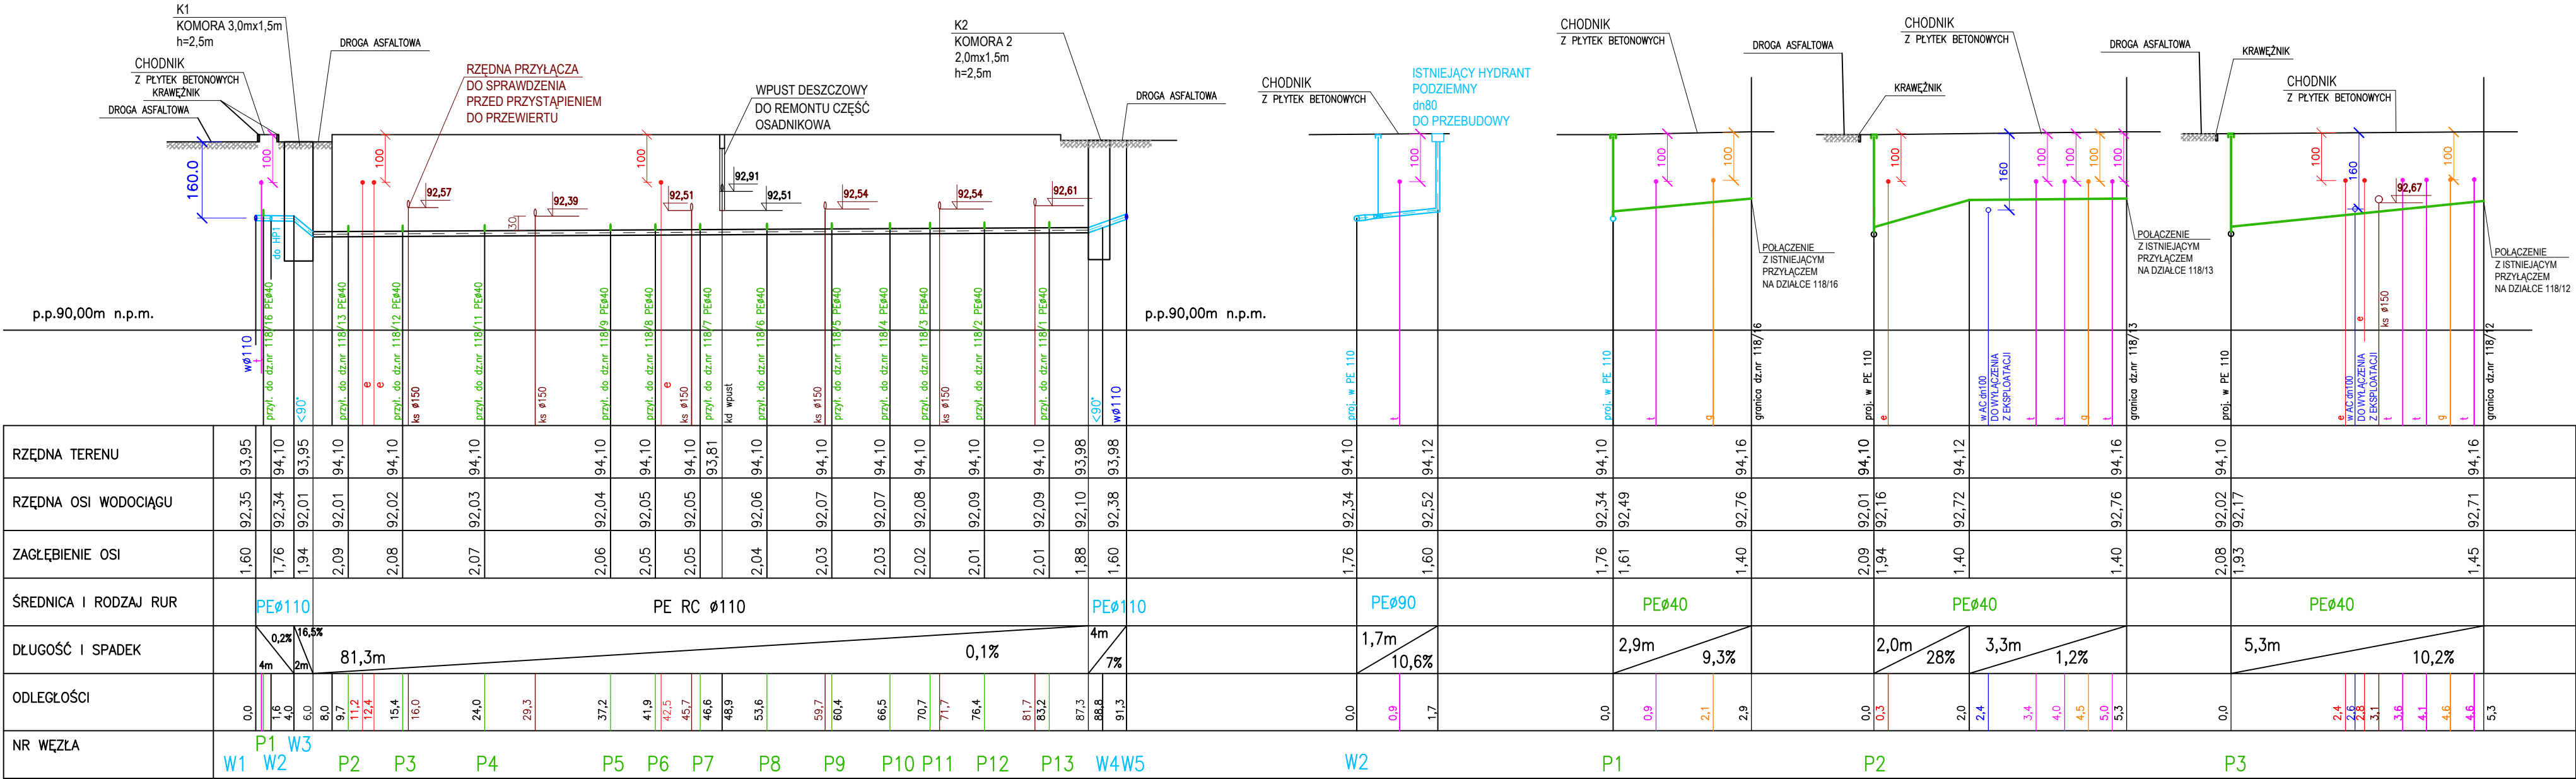 K1
KOMORA 3,0mx1,5m
h=2,5m
DROGA ASFALTOWA
CHODNIK
Z PŁYTEK BETONOWYCH
KRAWĘŻNIK
DROGA ASFALTOWA
RZĘDNA PRZYŁĄCZA
DO SPRAWDZENIA
PRZED PRZYSTĄPIENIEM
DO PRZEWIERTU
WPUST DESZCZOWY
DO REMONTU CZĘŚĆ
OSADNIKOWA
K2
KOMORA 2
2,0mx1,5m
h=2,5m
DROGA ASFALTOWA
CHODNIK
Z PŁYTEK BETONOWYCH
ISTNIEJĄCY HYDRANT
PODZIEMNY
dn80
DO PRZEBUDOWY
CHODNIK
Z PŁYTEK BETONOWYCH
DROGA ASFALTOWA
KRAWĘŻNIK
CHODNIK
Z PŁYTEK BETONOWYCH
DROGA ASFALTOWA
KRAWĘŻNIK
CHODNIK
Z PŁYTEK BETONOWYCH
160.0
100
100
92,57
30
92,39
100
92,51
92,91
92,51
92,54
92,54
92,61
100
100
100
100
160
100
100
100
100
100
160
92,67
100
POŁĄCZENIE
Z ISTNIEJĄCYM
PRZYŁĄCZEM
NA DZIAŁCE 118/16
POŁĄCZENIE
Z ISTNIEJĄCYM
PRZYŁĄCZEM
NA DZIAŁCE 118/13
POŁĄCZENIE
Z ISTNIEJĄCYM
PRZYŁĄCZEM
NA DZIAŁCE 118/12
p.p.90,00m n.p.m.
p.p.90,00m n.p.m.
wø110
t
przył. do dz.nr 118/16 PEø40
do HP1
<90°
przył. do dz.nr 118/13 PEø40
e
e
przył. do dz.nr 118/12 PEø40
ks ø150
przył. do dz.nr 118/11 PEø40
ks ø150
przył. do dz.nr 118/9 PEø40
przył. do dz.nr 118/8 PEø40
e
ks ø150
przył. do dz.nr 118/7 PEø40
kd wpust
przył. do dz.nr 118/6 PEø40
ks ø150
przył. do dz.nr 118/5 PEø40
przył. do dz.nr 118/4 PEø40
przył. do dz.nr 118/3 PEø40
ks ø150
przył. do dz.nr 118/2 PEø40
przył. do dz.nr 118/1 PEø40
<90°
wø110
proj. w PE 110
t
proj. w PE 110
t
g
granica dz.nr 118/16
proj. w PE 110
e
w AC dn100
DO WYŁĄCZENIA
Z EKSPLOATACJI
t
t
g
t
granica dz.nr 118/13
proj. w PE 110
e
w AC dn100
DO WYŁĄCZENIA
Z EKSPLOATACJI
e
ks ø150
t
t
g
t
granica dz.nr 118/12
RZĘDNA TERENU
93,95 94,10 93,95 94,10 94,10 94,10 94,10 94,10 94,10 93,81 94,10 94,10 94,10 94,10 94,10 94,10 93,98 93,98 94,10 94,12 94,10 94,16 94,10 94,12 94,16 94,10 94,16
RZĘDNA OSI WODOCIĄGU
92,35 92,34 92,01 92,01 92,02 92,03 92,04 92,05 92,05 92,06 92,07 92,07 92,08 92,09 92,09 92,10 92,38 92,34 92,52 92,34 92,49 92,76 92,01 92,16 92,72 92,76 92,02 92,17 92,71
ZAGŁĘBIENIE OSI
1,60 1,76 1,94 2,09 2,08 2,07 2,06 2,05 2,05 2,04 2,03 2,03 2,02 2,01 2,01 1,88 1,60 1,76 1,60 1,76 1,61 1,40 2,09 1,94 1,40 1,40 2,08 1,93 1,45
ŚREDNICA I RODZAJ RUR
PEø110 PE RC ø110 PEø110 PEø90 PEø40 PEø40 PEø40
DŁUGOŚĆ I SPADEK
4m 0,2% 2m 16,5% 81,3m 0,1% 4m 7% 1,7m 10,6% 2,9m 9,3% 2,0m 28% 3,3m 1,2% 5,3m 10,2%
ODLEGŁOŚCI
0,0 1,6 4,0 6,0 8,0 9,7 11,2 12,4 15,4 16,0 24,0 29,3 37,2 41,9 42,5 45,7 46,6 48,9 53,6 59,7 60,4 66,5 70,7 71,7 76,4 81,7 83,2 87,3 88,8 91,3 0,0 0,9 1,7 0,0 0,9 2,1 2,9 0,0 0,3 2,0 2,4 3,4 4,0 4,5 5,0 5,3 0,0 2,4 2,6 2,8 3,1 3,6 4,1 4,6 4,6 5,3
NR WĘZŁA
W1 P1 W2 W3 P2 P3 P4 P5 P6 P7 P8 P9 P10 P11 P12 P13 W4 W5 W2 P1 P2 P3